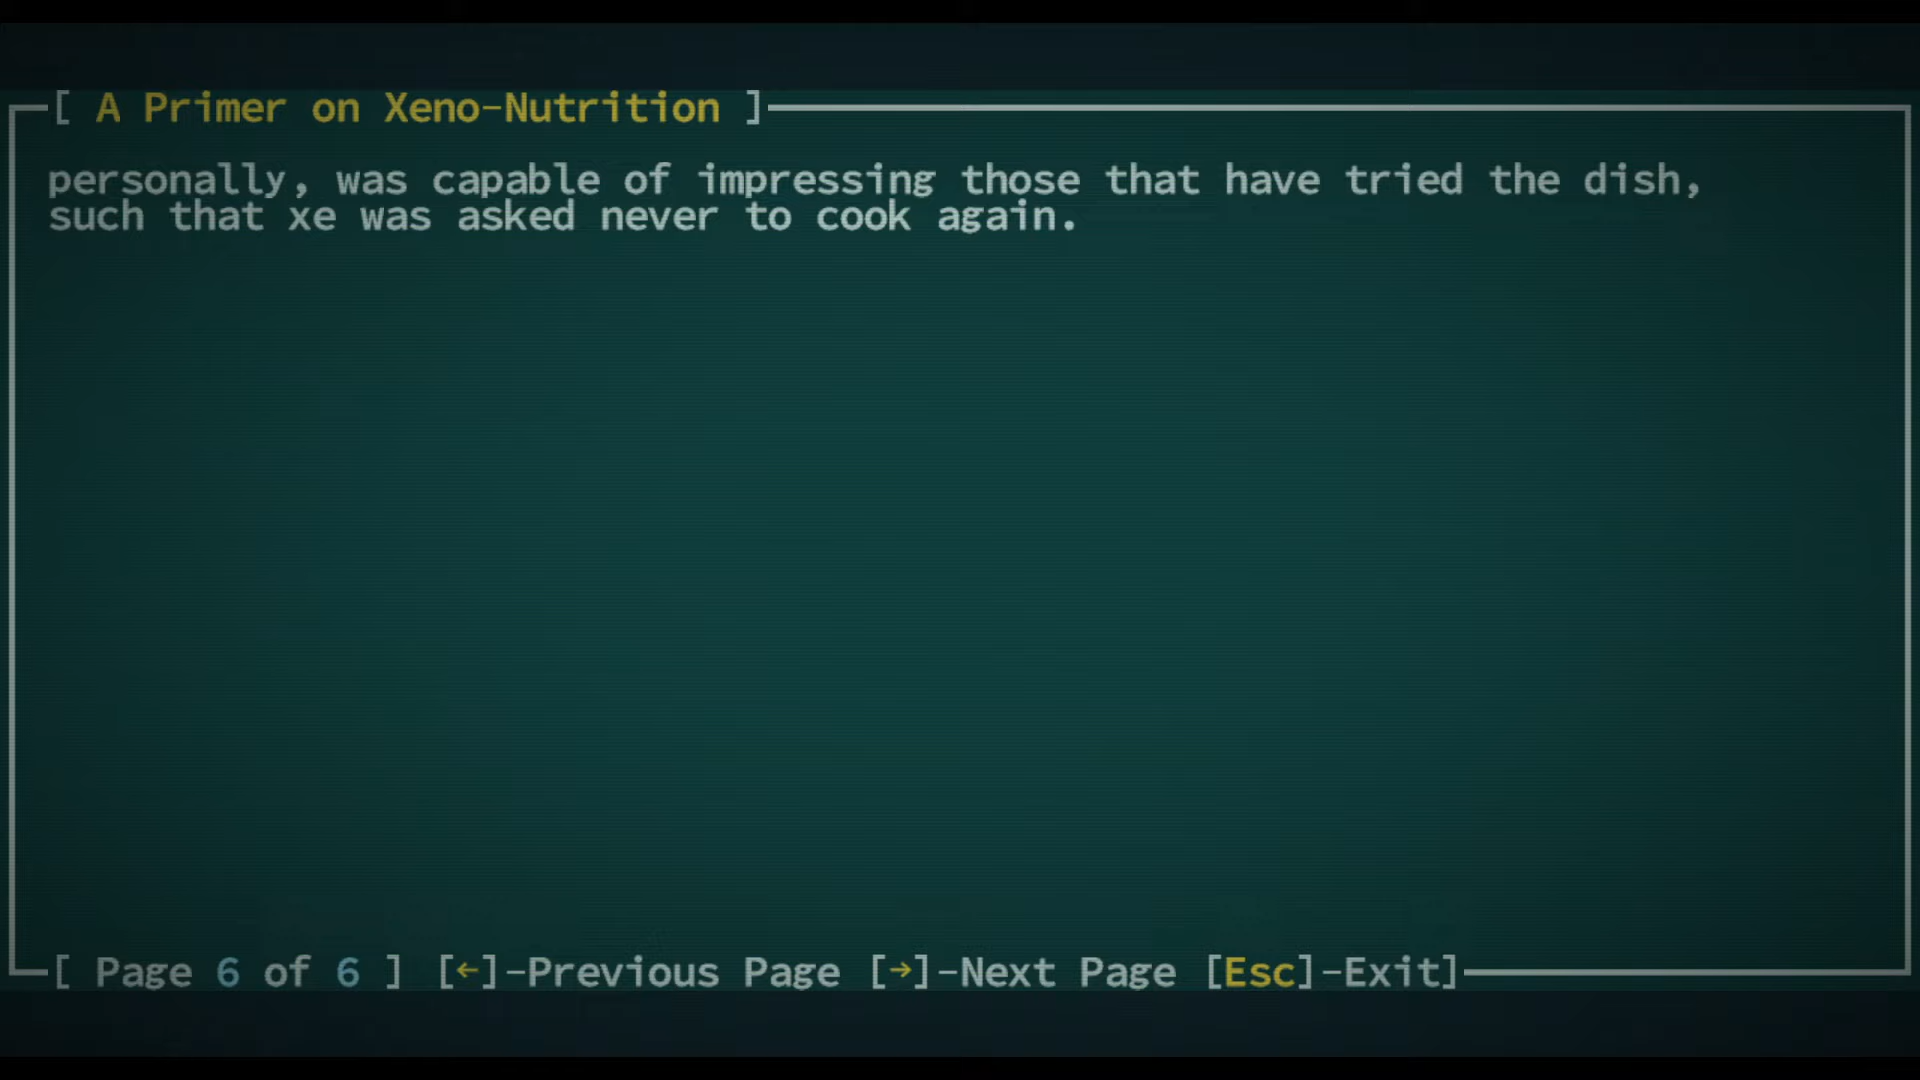 [ A Primer on Xeno-Nutrition ]
personally, was capable of impressing those that have tried the dish,
such that xe was asked never to cook again.
[ Page 6 of 6 ] [←]-Previous Page [→]-Next Page [Esc]-Exit]